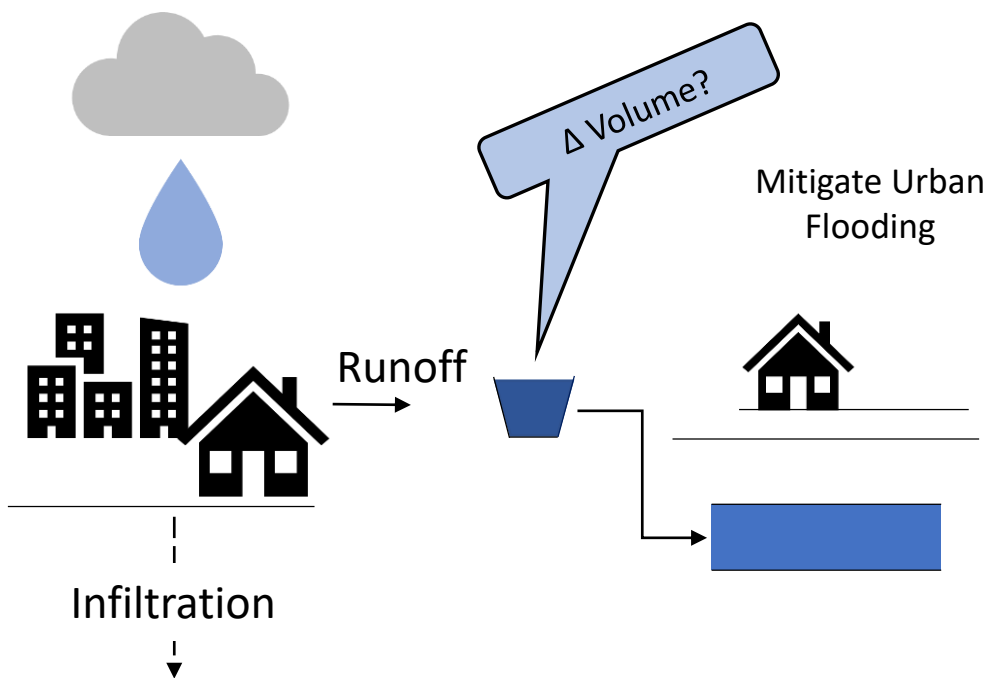 Δ Volume?
Mitigate Urban
Flooding
Runoff
Infiltration